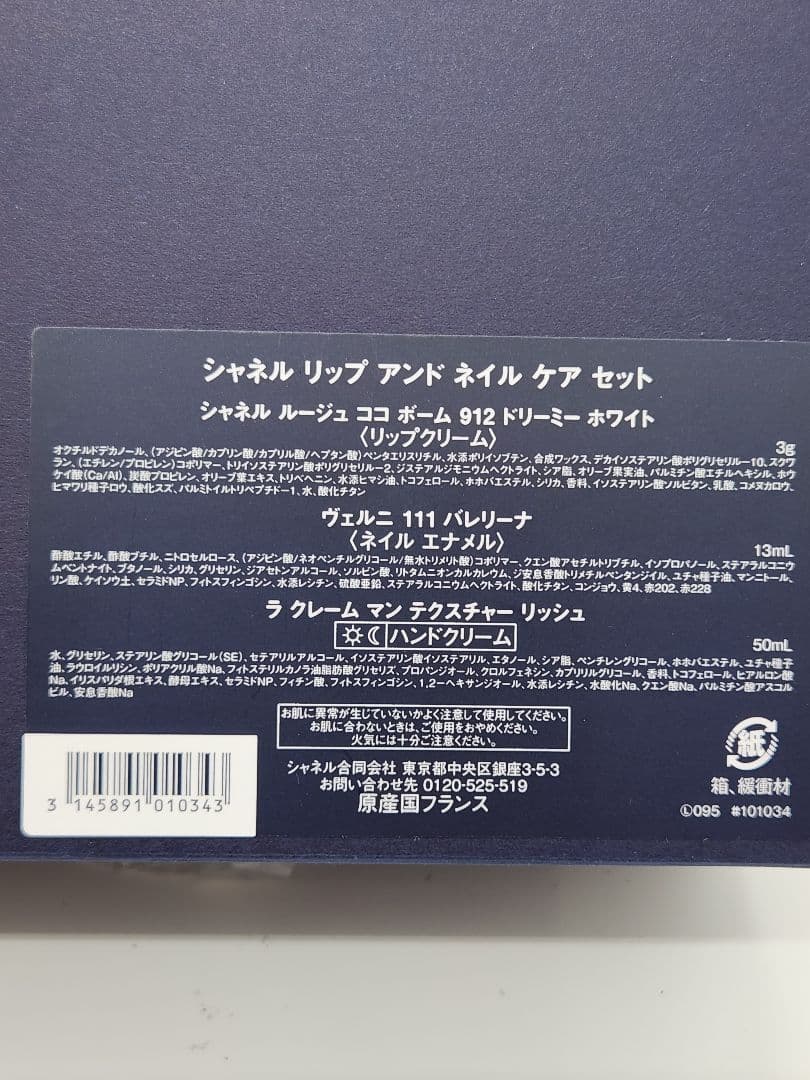 シャネル リップ アンド ネイル ケア セット
シャネル ルージュ ココ ボーム 912 ドリーミー ホワイト
〈リップクリーム〉
3g
オクチルドデカノール、(アジピン酸/カプリン酸/カプリル酸/ヘプタン酸)ペンタエリスリチル、水添ポリイソブテン、合成ワックス、デカイソステアリン酸ポリグリセリル-10、スクワ
ラン、(エチレン/プロピレン)コポリマー、トリイソステアリン酸ポリグリセリル-2、ジステアルジモニウムヘクトライト、シア脂、オリーブ果実油、パルミチン酸エチルヘキシル、ホウ
ケイ酸(Ca/Al)、炭酸プロピレン、オリーブ葉エキス、トリベヘニン、水添ヒマシ油、トコフェロール、ホホバエステル、シリカ、香料、イソステアリン酸ソルビタン、乳酸、コメヌカロウ、
ヒマワリ種子ロウ、酸化スズ、パルミトイルトリペプチド-1、水、酸化チタン
ヴェルニ 111 バレリーナ
〈ネイル エナメル〉
13mL
酢酸エチル、酢酸ブチル、ニトロセルロース、(アジピン酸/ネオペンチルグリコール/無水トリメリト酸)コポリマー、クエン酸アセチルトリブチル、イソプロパノール、ステアラルコニウ
ムベントナイト、ブタノール、シリカ、グリセリン、ジアセトンアルコール、ソルビン酸、リトタムニオンカルカレウム、ジ安息香酸トリメチルペンタンジイル、ユチャ種子油、マンニトール、
リン酸、ケイソウ土、セラミドNP、フィトスフィンゴシン、水添レシチン、硫酸亜鉛、ステアラルコニウムヘクトライト、酸化チタン、コンジョウ、黄4、赤202、赤228
ラ クレーム マン テクスチャー リッシュ
ハンドクリーム
50mL
水、グリセリン、ステアリン酸グリコール(SE)、セテアリルアルコール、イソステアリン酸イソステアリル、エタノール、シア脂、ペンチレングリコール、ホホバエステル、ユチャ種子
油、ラウロイルリシン、ポリアクリル酸Na、フィトステリルカノラ油脂肪酸グリセリズ、プロパンジオール、クロルフェネシン、カプリリルグリコール、香料、トコフェロール、ヒアルロン酸
Na、イリスパリダ根エキス、酵母エキス、セラミドNP、フィチン酸、フィトスフィンゴシン、1,2-ヘキサンジオール、水添レシチン、水酸化Na、クエン酸Na、パルミチン酸アスコル
ビル、安息香酸Na
お肌に異常が生じていないかよく注意して使用してください。
お肌に合わないときは、ご使用をおやめください。
火気には十分ご注意ください。
シャネル合同会社 東京都中央区銀座3-5-3
お問い合わせ先 0120-525-519
原産国フランス
紙
箱、緩衝材
Ⓛ095 #101034
3 145891 010343